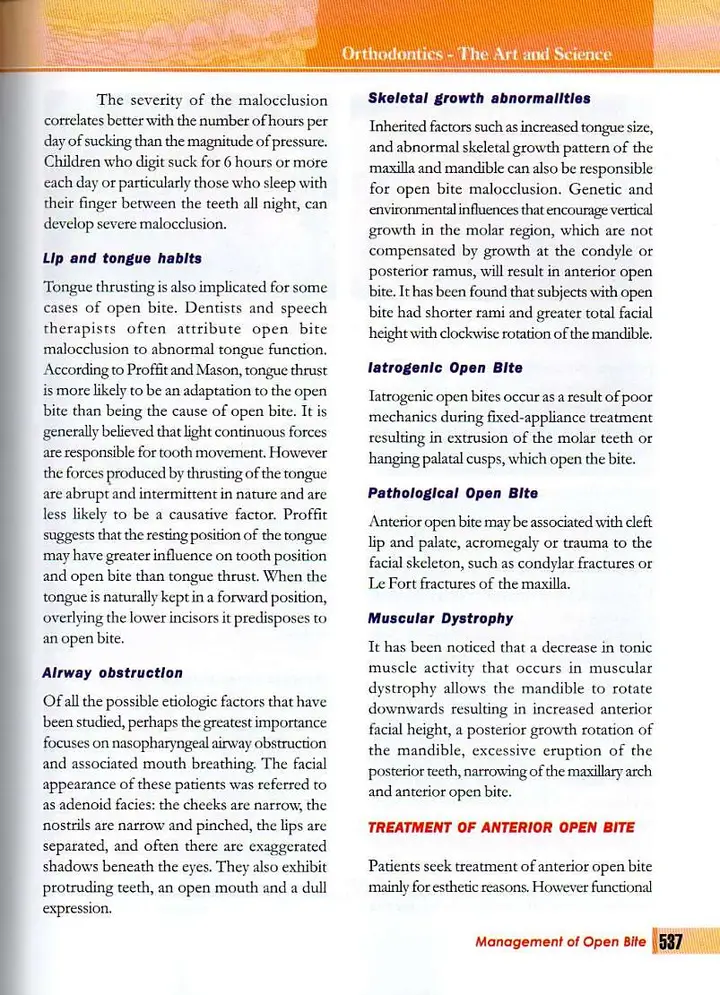 Orthodontics - The Art and Science
The severity of the malocclusion
correlates better with the number of hours per
day of sucking than the magnitude of pressure.
Children who digit suck for 6 hours or more
each day or particularly those who sleep with
their finger between the teeth all night, can
develop severe malocclusion.
Lip and tongue habits
Tongue thrusting is also implicated for some
cases of open bite. Dentists and speech
therapists often attribute open bite
malocclusion to abnormal tongue function.
According to Proffit and Mason, tongue thrust
is more likely to be an adaptation to the open
bite than being the cause of open bite. It is
generally believed that light continuous forces
are responsible for tooth movement. However
the forces produced by thrusting of the tongue
are abrupt and intermittent in nature and are
less likely to be a causative factor. Proffit
suggests that the resting position of the tongue
may have greater influence on tooth position
and open bite than tongue thrust. When the
tongue is naturally kept in a forward position,
overlying the lower incisors it predisposes to
an open bite.
Airway obstruction
Of all the possible etiologic factors that have
been studied, perhaps the greatest importance
focuses on nasopharyngeal airway obstruction
and associated mouth breathing. The facial
appearance of these patients was referred to
as adenoid facies: the cheeks are narrow, the
nostrils are narrow and pinched, the lips are
separated, and often there are exaggerated
shadows beneath the eyes. They also exhibit
protruding teeth, an open mouth and a dull
expression.
Skeletal growth abnormalities
Inherited factors such as increased tongue size,
and abnormal skeletal growth pattern of the
maxilla and mandible can also be responsible
for open bite malocclusion. Genetic and
environmental influences that encourage vertical
growth in the molar region, which are not
compensated by growth at the condyle or
posterior ramus, will result in anterior open
bite. It has been found that subjects with open
bite had shorter rami and greater total facial
height with clockwise rotation of the mandible.
Iatrogenic Open Bite
Iatrogenic open bites occur as a result of poor
mechanics during fixed-appliance treatment
resulting in extrusion of the molar teeth or
hanging palatal cusps, which open the bite.
Pathological Open Bite
Anterior open bite may be associated with cleft
lip and palate, acromegaly or trauma to the
facial skeleton, such as condylar fractures or
Le Fort fractures of the maxilla.
Muscular Dystrophy
It has been noticed that a decrease in tonic
muscle activity that occurs in muscular
dystrophy allows the mandible to rotate
downwards resulting in increased anterior
facial height, a posterior growth rotation of
the mandible, excessive eruption of the
posterior teeth, narrowing of the maxillary arch
and anterior open bite.
TREATMENT OF ANTERIOR OPEN BITE
Patients seek treatment of anterior open bite
mainly for esthetic reasons. However functional
Management of Open Bite 537